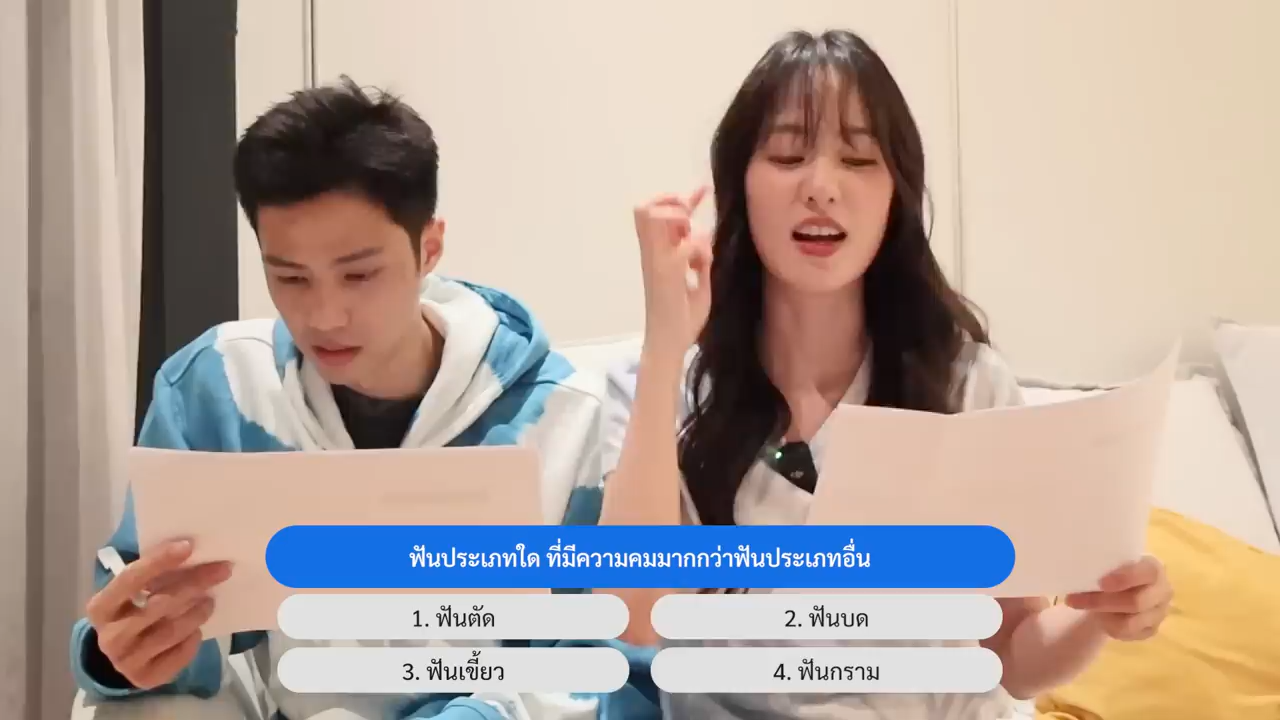 ฟันประเภทใด ที่มีความคมมากกว่าฟันประเภทอื่น
1. ฟันตัด
2. ฟันบด
3. ฟันเขี้ยว
4. ฟันกราม